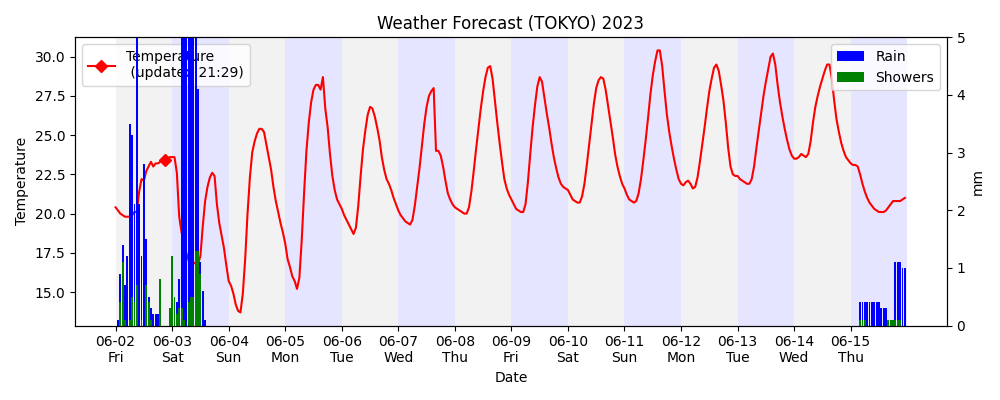 Weather Forecast (TOKYO) 2023
Temperature
(updated 21:29)
Rain
Showers
30.0
27.5
25.0
22.5
20.0
17.5
15.0
Temperature
5
4
3
2
1
0
mm
06-02 06-03 06-04 06-05 06-06 06-07 06-08 06-09 06-10 06-11 06-12 06-13 06-14 06-15
Fri Sat Sun Mon Tue Wed Thu Fri Sat Sun Mon Tue Wed Thu
Date